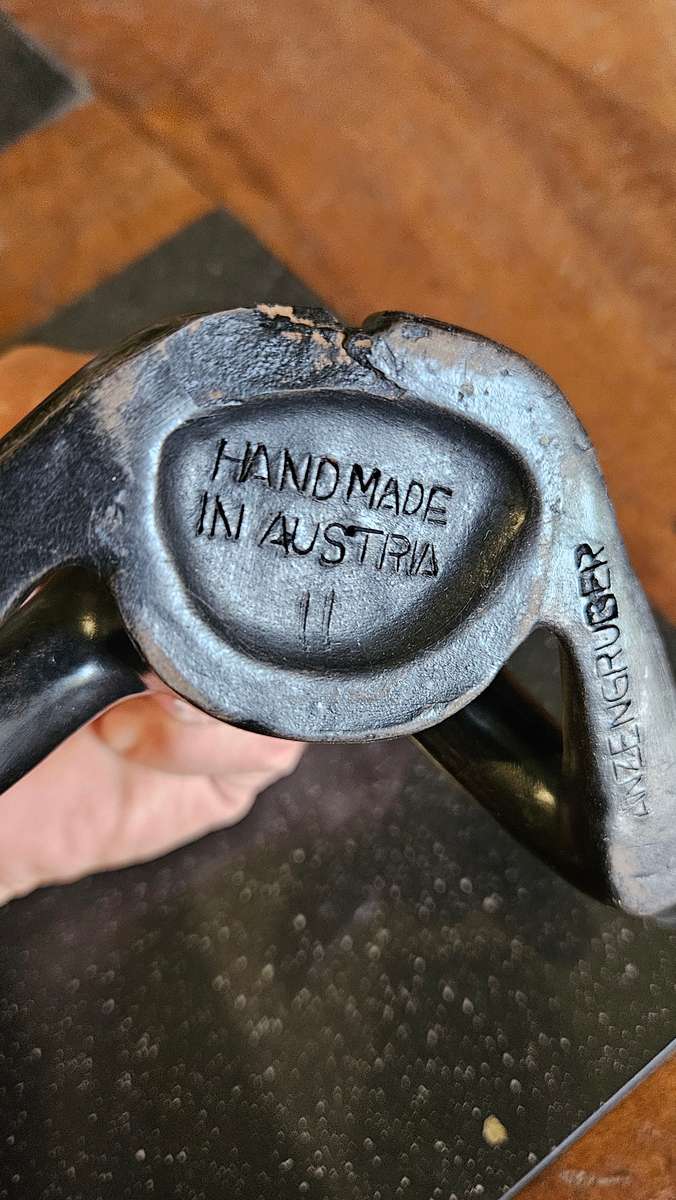 HANDMADE
IN AUSTRIA
11
ANZENGRUBER